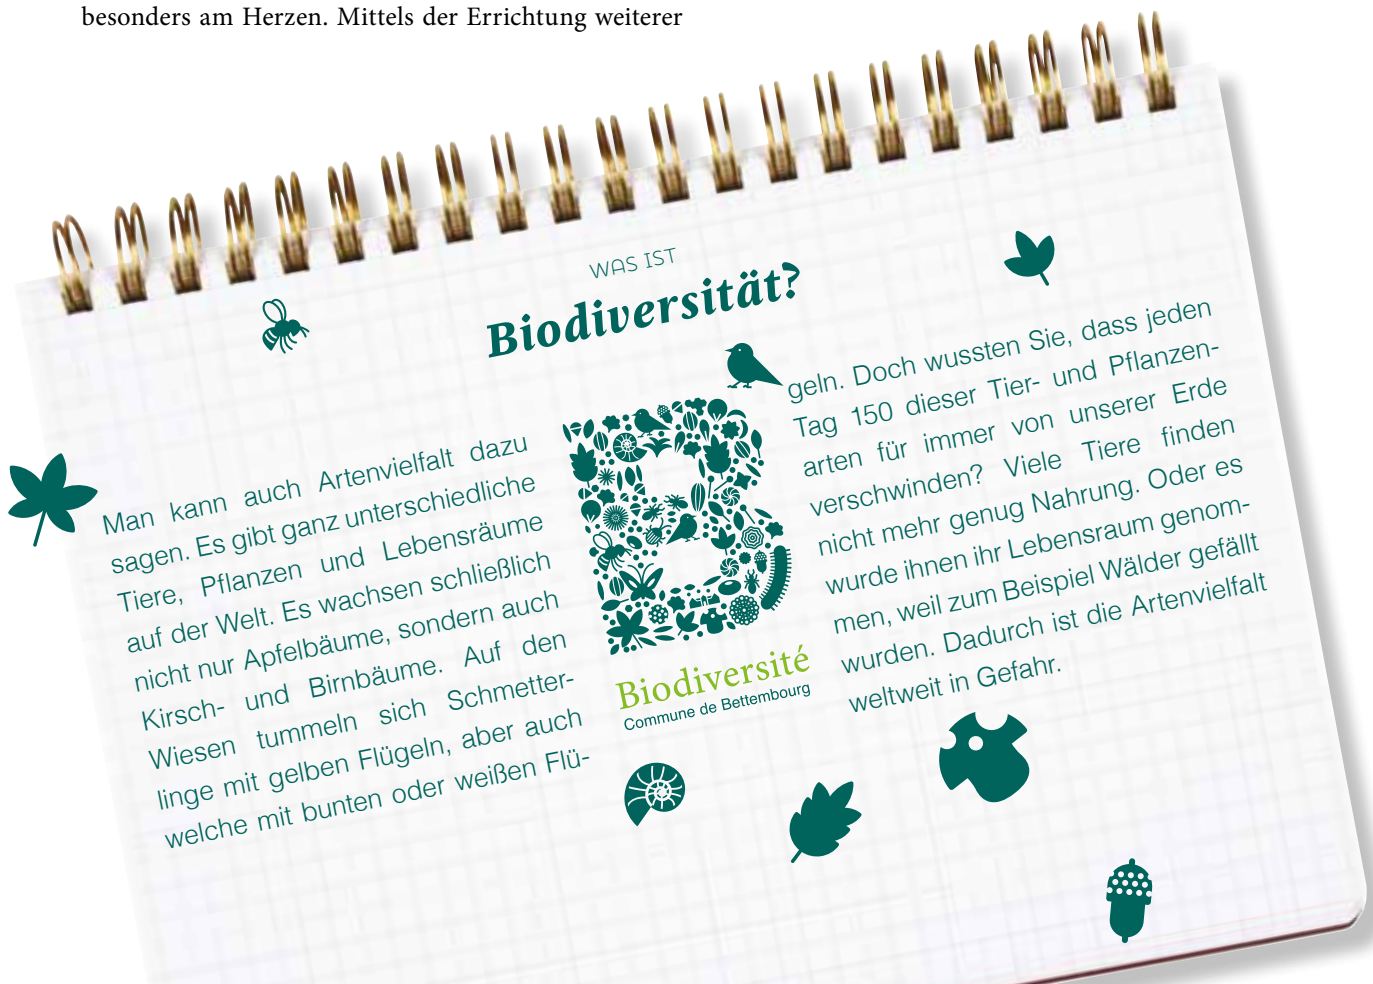 besonders am Herzen. Mittels der Errichtung weiterer
WAS IST
Biodiversität?
Man kann auch Artenvielfalt dazu
sagen. Es gibt ganz unterschiedliche
Tiere, Pflanzen und Lebensräume
auf der Welt. Es wachsen schließlich
nicht nur Apfelbäume, sondern auch
Kirsch- und Birnbäume. Auf den
Wiesen tummeln sich Schmetter-
linge mit gelben Flügeln, aber auch
welche mit bunten oder weißen Flü-
geln. Doch wussten Sie, dass jeden
Tag 150 dieser Tier- und Pflanzen-
arten für immer von unserer Erde
verschwinden? Viele Tiere finden
nicht mehr genug Nahrung. Oder es
wurde ihnen ihr Lebensraum genom-
men, weil zum Beispiel Wälder gefällt
wurden. Dadurch ist die Artenvielfalt
weltweit in Gefahr.
B
Biodiversité
Commune de Bettembourg